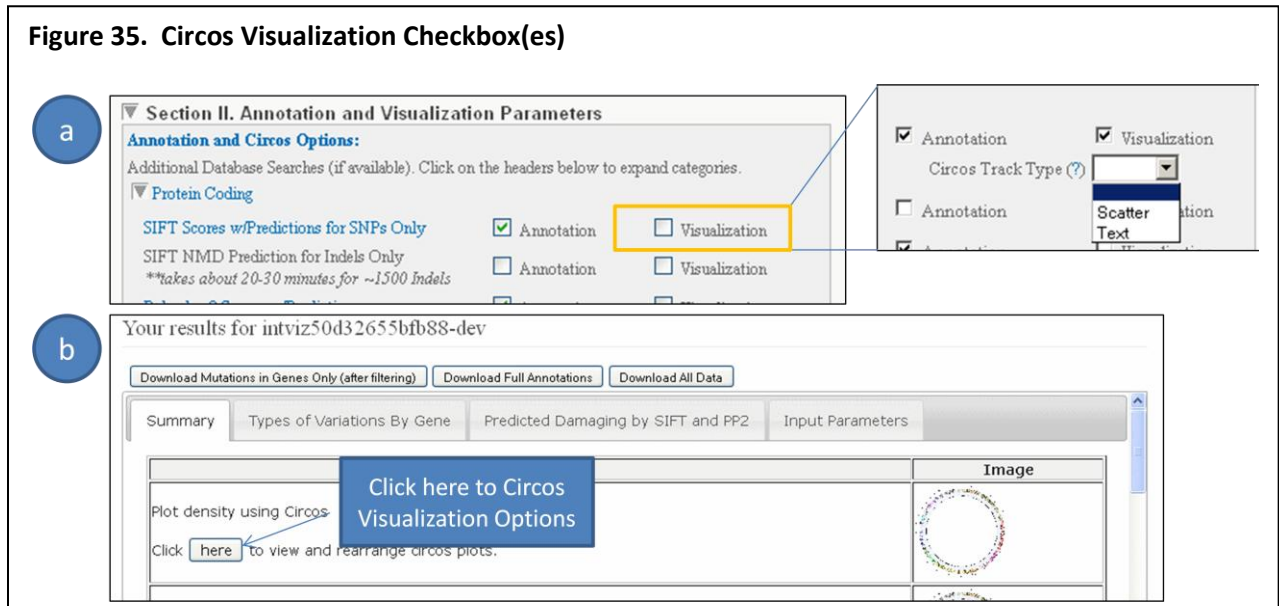 Figure 35. Circos Visualization Checkbox(es)
a
Section II. Annotation and Visualization Parameters
Annotation and Circos Options:
Additional Database Searches (if available). Click on the headers below to expand categories.
Protein Coding
SIFT Scores w/Predictions for SNPs Only Annotation Visualization
SIFT NMD Prediction for Indels Only Annotation Visualization
**takes about 20-30 minutes for ~1500 Indels
Annotation Visualization
Circos Track Type (?)
Annotation
Scatter
Text
b
Your results for intviz50d32655bfb88-dev
Download Mutations in Genes Only (after filtering) Download Full Annotations Download All Data
Summary Types of Variations By Gene Predicted Damaging by SIFT and PP2 Input Parameters
Image
Click here to Circos
Visualization Options
Plot density using Circos
Click here to view and rearrange circos plots.